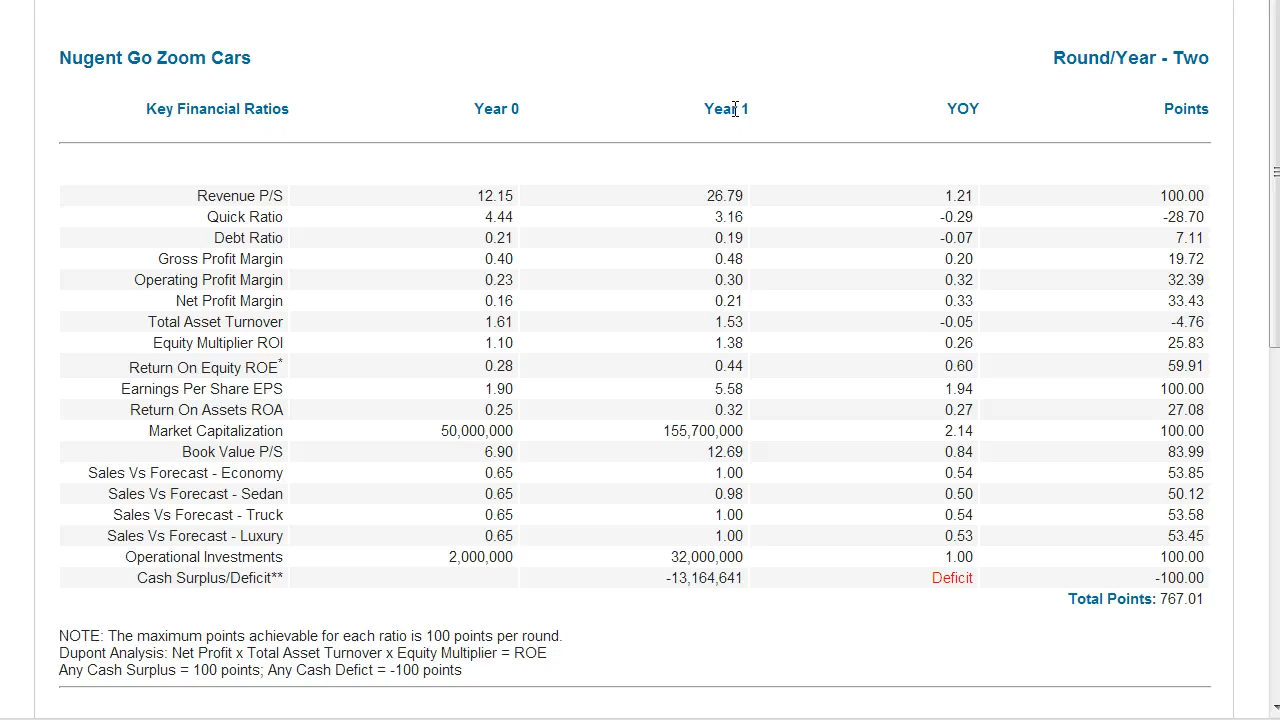 Nugent Go Zoom Cars Round/Year - Two
Key Financial Ratios Year 0 Year 1 YOY Points
Revenue P/S 12.15 26.79 1.21 100.00
Quick Ratio 4.44 3.16 -0.29 -28.70
Debt Ratio 0.21 0.19 -0.07 7.11
Gross Profit Margin 0.40 0.48 0.20 19.72
Operating Profit Margin 0.23 0.30 0.32 32.39
Net Profit Margin 0.16 0.21 0.33 33.43
Total Asset Turnover 1.61 1.53 -0.05 -4.76
Equity Multiplier ROI 1.10 1.38 0.26 25.83
Return On Equity ROE* 0.28 0.44 0.60 59.91
Earnings Per Share EPS 1.90 5.58 1.94 100.00
Return On Assets ROA 0.25 0.32 0.27 27.08
Market Capitalization 50,000,000 155,700,000 2.14 100.00
Book Value P/S 6.90 12.69 0.84 83.99
Sales Vs Forecast - Economy 0.65 1.00 0.54 53.85
Sales Vs Forecast - Sedan 0.65 0.98 0.50 50.12
Sales Vs Forecast - Truck 0.65 1.00 0.54 53.58
Sales Vs Forecast - Luxury 0.65 1.00 0.53 53.45
Operational Investments 2,000,000 32,000,000 1.00 100.00
Cash Surplus/Deficit** -13,164,641 Deficit -100.00
Total Points: 767.01
NOTE: The maximum points achievable for each ratio is 100 points per round.
Dupont Analysis: Net Profit x Total Asset Turnover x Equity Multiplier = ROE
Any Cash Surplus = 100 points; Any Cash Defict = -100 points